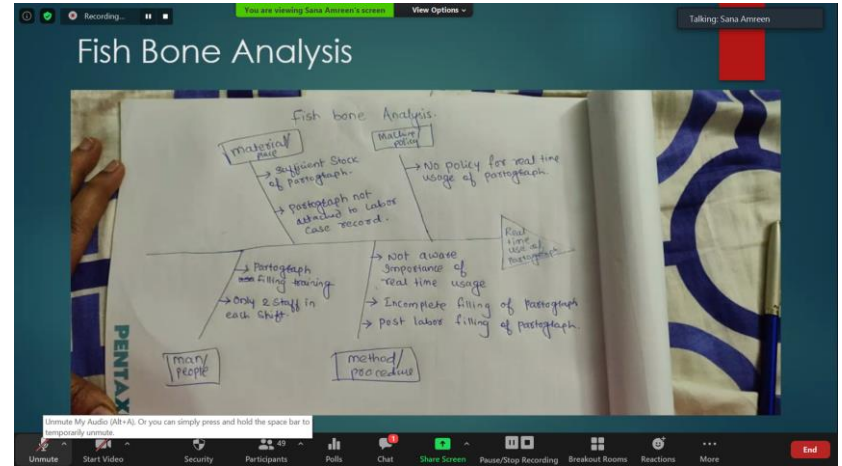 Recording...
You are viewing Sana Amreen's screen
View Options
Talking: Sana Amreen
Fish Bone Analysis
Fish bone Analysis.
material/
Machine/
policy
→ Sufficient Stock
of partograph.
→ partograph not
attached to Labor
case record.
→ No policy for real time
usage of partograph.
Real
time
use of
partograph
→ Partograph
filling training
→ Only 2 staff in
each shift.
→ Not aware
importance of
real time usage
→ Incomplete filling of partograph
→ post labor filling of partograph.
man/
people
method/
procedure
PENTAX
Unmute My Audio (Alt+A). Or you can simply press and hold the space bar to
temporarily unmute.
Unmute
Start Video
Security
49
Participants
Polls
1
Chat
Share Screen
Pause/Stop Recording
Breakout Rooms
Reactions
More
End